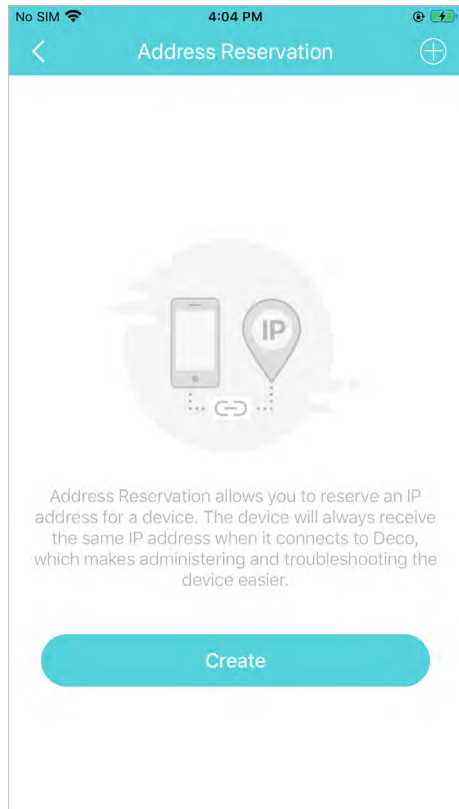 No SIM 4:04 PM
Address Reservation
IP
Address Reservation allows you to reserve an IP
address for a device. The device will always receive
the same IP address when it connects to Deco,
which makes administering and troubleshooting the
device easier.
Create